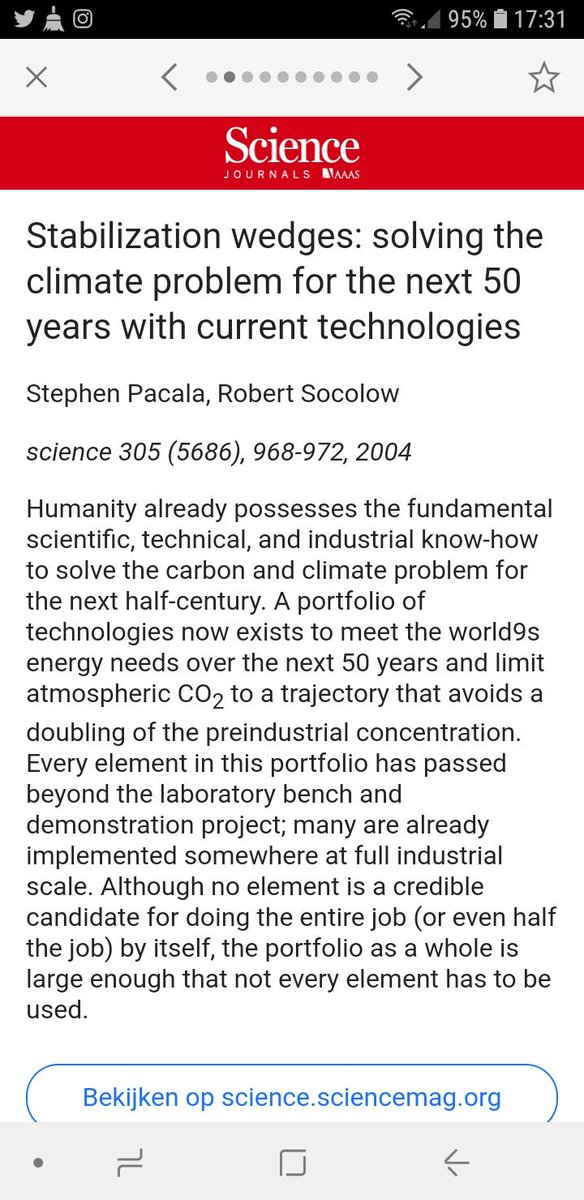 95% 17:31
Science
JOURNALS AAAS
Stabilization wedges: solving the
climate problem for the next 50
years with current technologies
Stephen Pacala, Robert Socolow
science 305 (5686), 968-972, 2004
Humanity already possesses the fundamental
scientific, technical, and industrial know-how
to solve the carbon and climate problem for
the next half-century. A portfolio of
technologies now exists to meet the world9s
energy needs over the next 50 years and limit
atmospheric CO₂ to a trajectory that avoids a
doubling of the preindustrial concentration.
Every element in this portfolio has passed
beyond the laboratory bench and
demonstration project; many are already
implemented somewhere at full industrial
scale. Although no element is a credible
candidate for doing the entire job (or even half
the job) by itself, the portfolio as a whole is
large enough that not every element has to be
used.
Bekijken op science.sciencemag.org